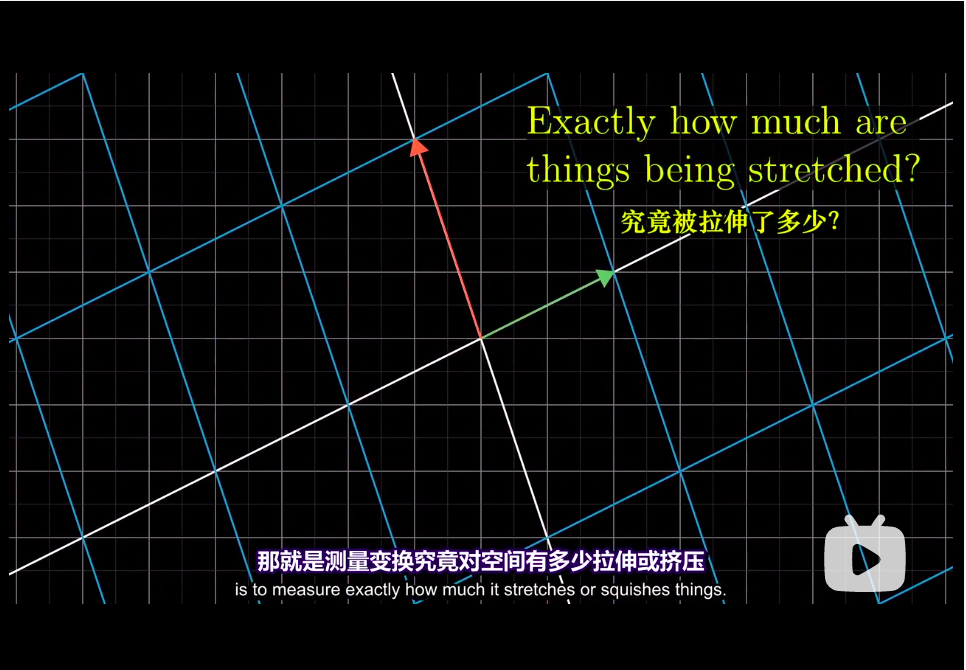 Exactly how much are
things being stretched?
究竟被拉伸了多少?
那就是测量变换究竟对空间有多少拉伸或挤压
is to measure exactly how much it stretches or squishes things.